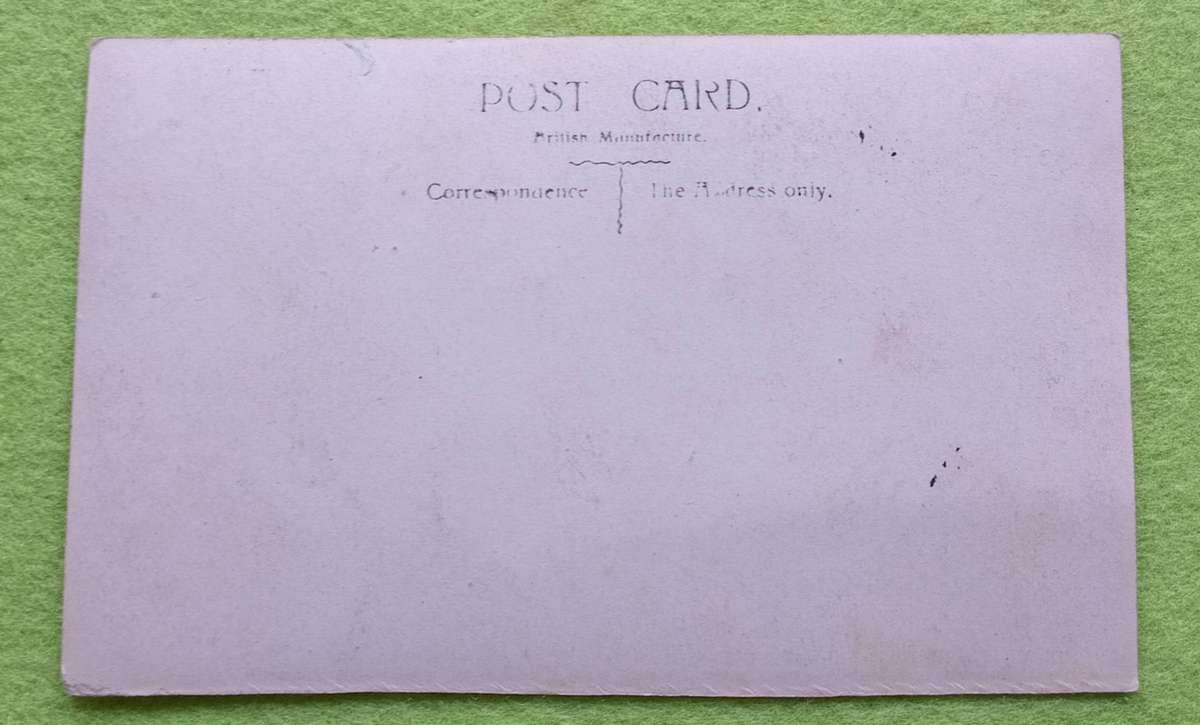 POST CARD.
British Manufacture.
Correspondence
The Address only.